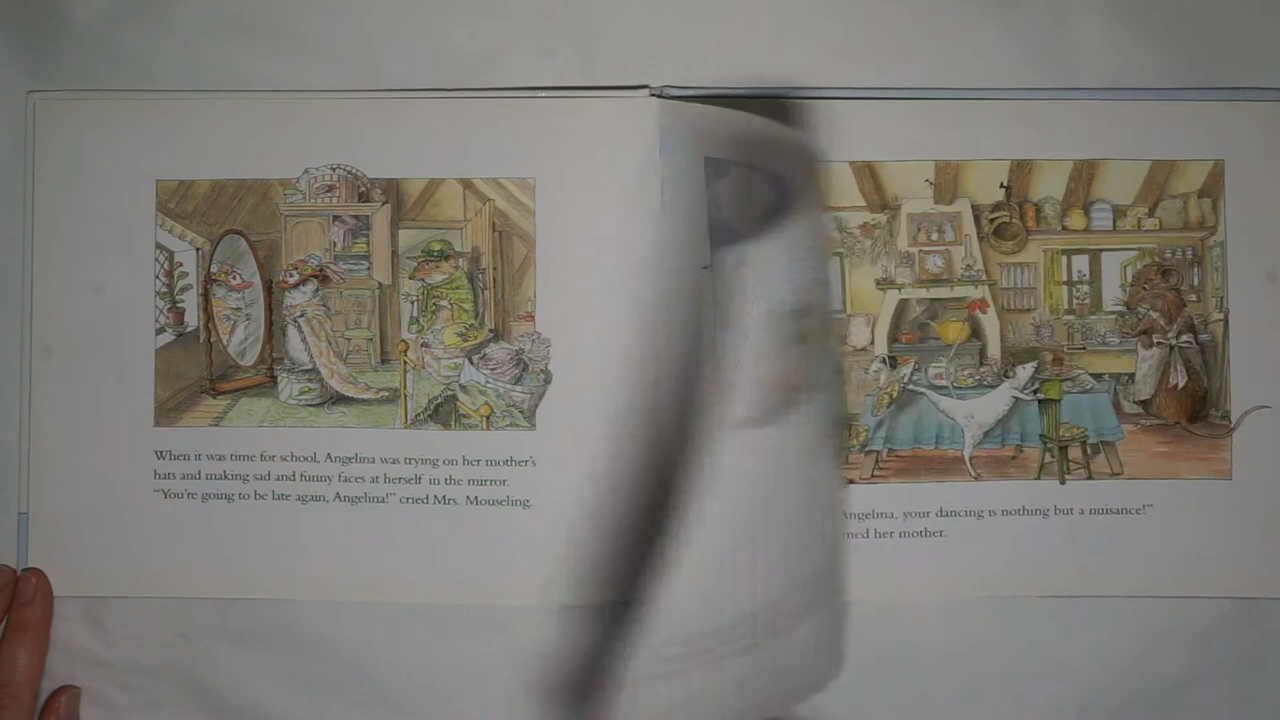 When it was time for school, Angelina was trying on her mother's
hats and making sad and funny faces at herself in the mirror.
"You're going to be late again, Angelina!" cried Mrs. Mouseling.
Angelina, your dancing is nothing but a nuisance!"
her mother.